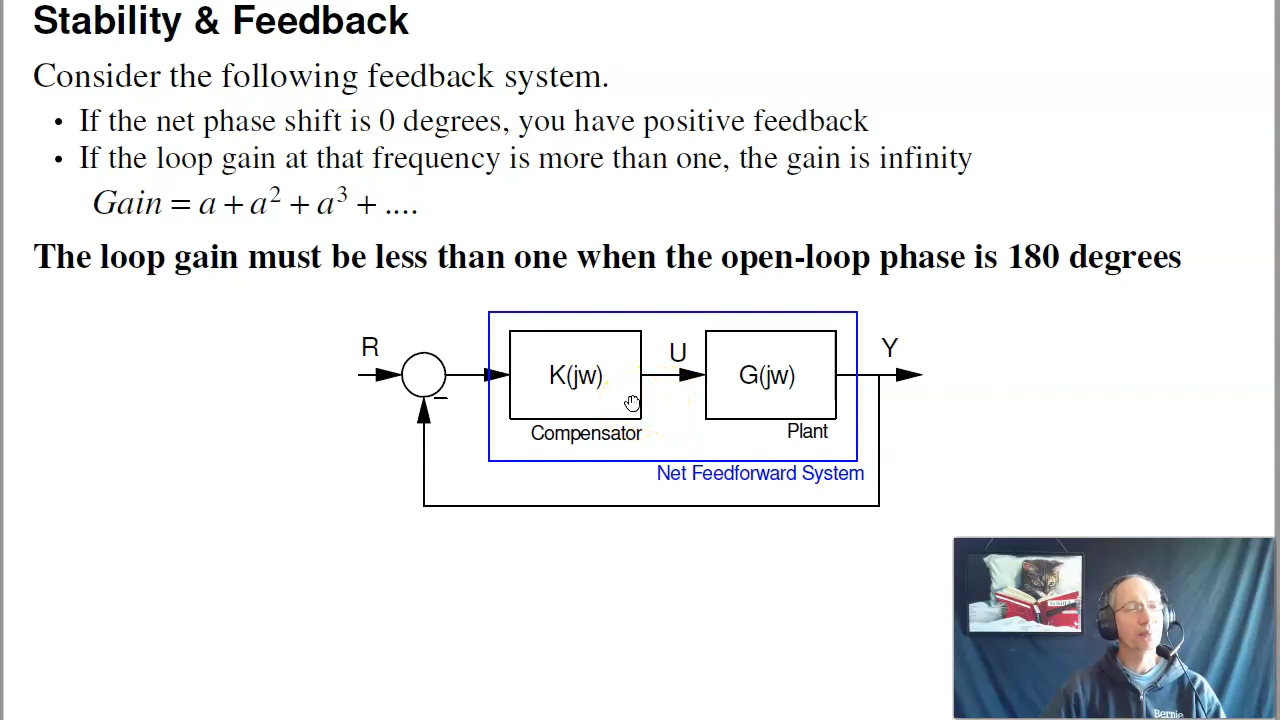 Stability & Feedback
Consider the following feedback system.
• If the net phase shift is 0 degrees, you have positive feedback
• If the loop gain at that frequency is more than one, the gain is infinity
Gain = a + a² + a³ + ....
The loop gain must be less than one when the open-loop phase is 180 degrees
R
K(jw)
U
G(jw)
Y
–
Compensator
Plant
Net Feedforward System
Bernie